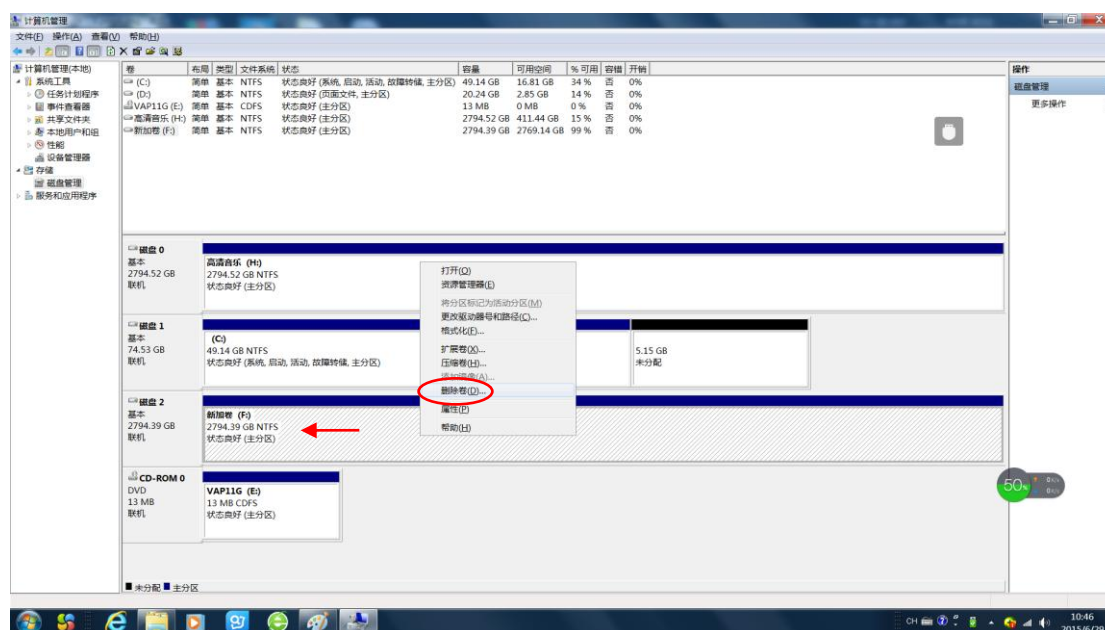 计算机管理
文件(F) 操作(A) 查看(V) 帮助(H)
计算机管理(本地)
系统工具
任务计划程序
事件查看器
共享文件夹
本地用户和组
性能
设备管理器
存储
磁盘管理
服务和应用程序
卷 布局 类型 文件系统 状态 容量 可用空间 % 可用 容错 开销
(C:) 简单 基本 NTFS 状态良好 (系统, 启动, 活动, 故障转储, 主分区) 49.14 GB 16.81 GB 34 % 否 0%
(D:) 简单 基本 NTFS 状态良好 (页面文件, 主分区) 20.24 GB 2.85 GB 14 % 否 0%
VAP11G (E:) 简单 基本 CDFS 状态良好 (主分区) 13 MB 0 MB 0 % 否 0%
高清音乐 (H:) 简单 基本 NTFS 状态良好 (主分区) 2794.52 GB 411.44 GB 15 % 否 0%
新加卷 (F:) 简单 基本 NTFS 状态良好 (主分区) 2794.39 GB 2769.14 GB 99 % 否 0%
操作
磁盘管理
更多操作
磁盘 0
基本
2794.52 GB
联机
高清音乐 (H:)
2794.52 GB NTFS
状态良好 (主分区)
磁盘 1
基本
74.53 GB
联机
(C:)
49.14 GB NTFS
状态良好 (系统, 启动, 活动, 故障转储, 主分区)
5.15 GB
未分配
磁盘 2
基本
2794.39 GB
联机
新加卷 (F:)
2794.39 GB NTFS
状态良好 (主分区)
CD-ROM 0
DVD
13 MB
联机
VAP11G (E:)
13 MB CDFS
状态良好 (主分区)
打开(O)
资源管理器(E)
将分区标记为活动分区(M)
更改驱动器号和路径(C)...
格式化(F)...
扩展卷(X)...
压缩卷(H)...
添加镜像(A)...
删除卷(D)...
属性(P)
帮助(H)
50%
未分配 主分区
CH
10:46
2015/6/29